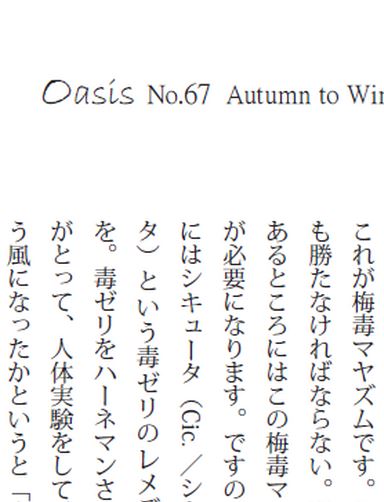 Oasis No.67 Autumn to Wi
これが梅毒マヤズムです。
も勝たなければならない。
あるところにはこの梅毒マ
が必要になります。ですの
にはシキュータ（Cic. ／シ
タ）という毒ゼリのレメ
を。毒ゼリをハーネマンさ
がとって、人体実験をして
う風になったかというと「